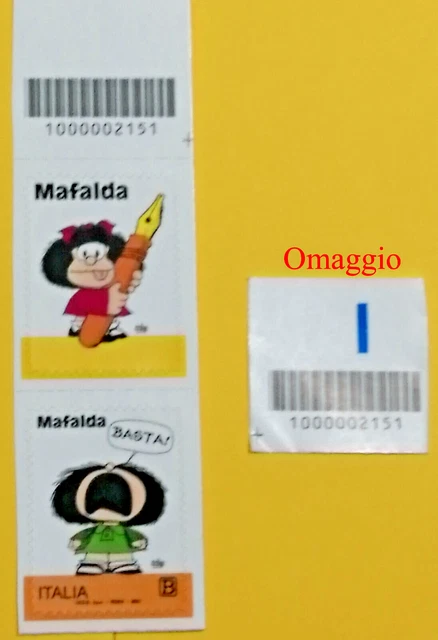 1000002151
Mafalda
Omaggio
I
1000002151
Mafalda
BASTA!
ITALIA B